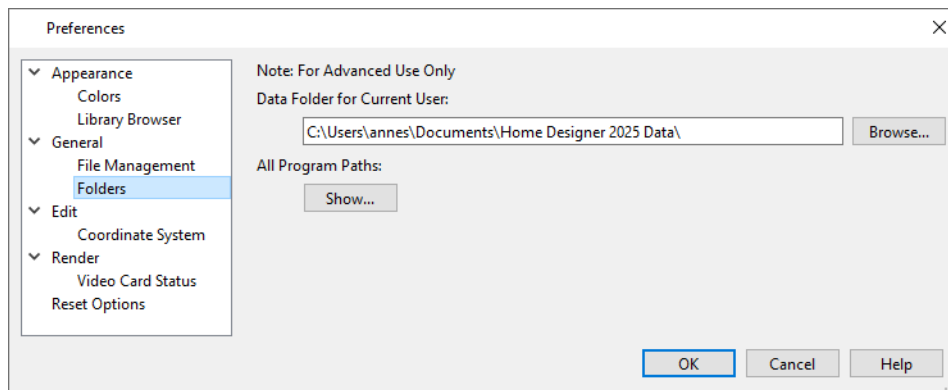 Preferences
Appearance
Colors
Library Browser
General
File Management
Folders
Edit
Coordinate System
Render
Video Card Status
Reset Options
Note: For Advanced Use Only
Data Folder for Current User:
C:\Users\annes\Documents\Home Designer 2025 Data\
Browse...
All Program Paths:
Show...
OK
Cancel
Help